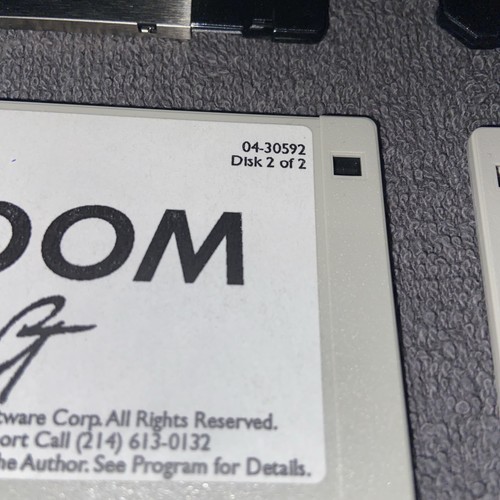 04-30592
Disk 2 of 2
OOM
tware Corp. All Rights Reserved.
ort Call (214) 613-0132
he Author. See Program for Details.